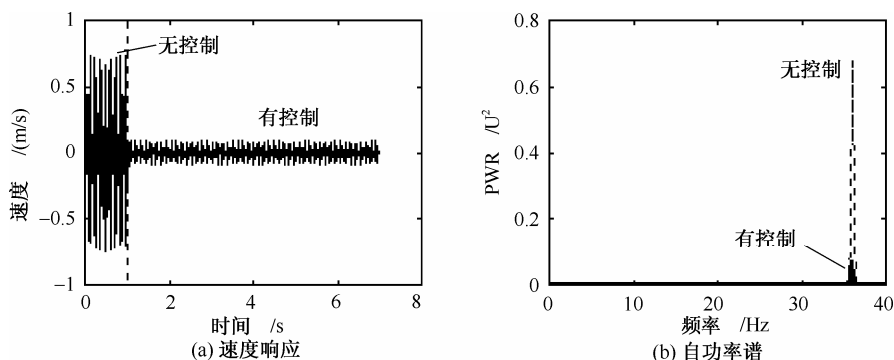 1
0.5
0
−0.5
−1
速度 /(m/s)
无控制
有控制
0
2
4
6
8
时间 /s
(a) 速度响应
0.8
0.6
0.4
0.2
0
PWR /U²
无控制
有控制
0
10
20
30
40
频率 /Hz
(b) 自功率谱